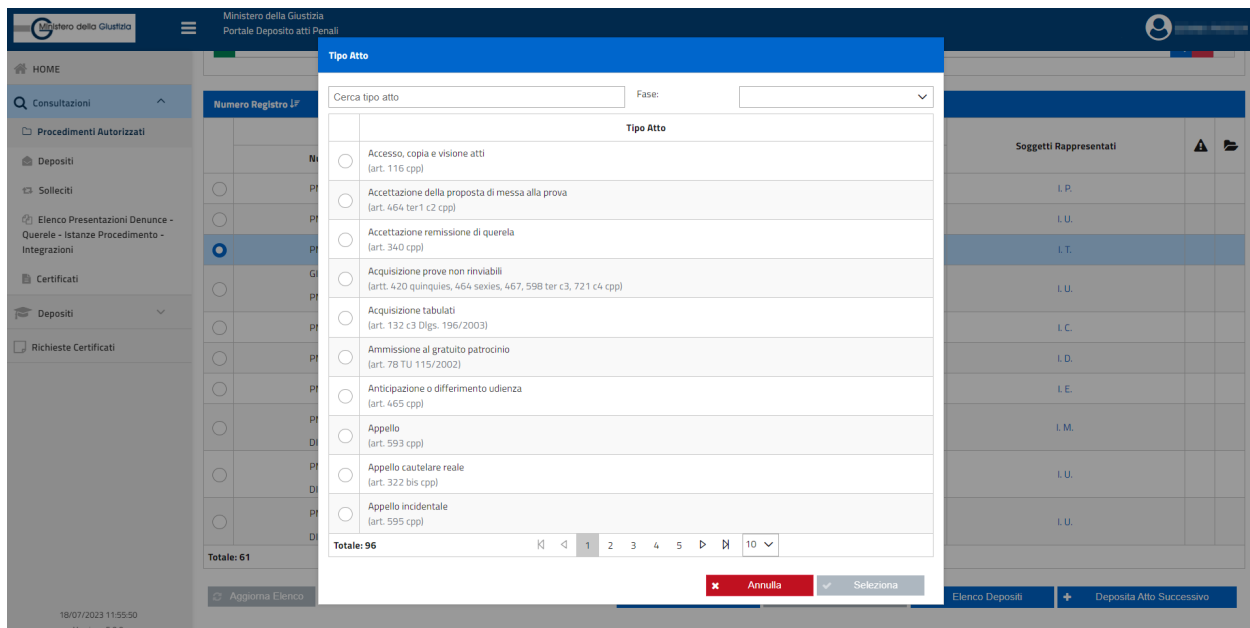 Ministero della Giustizia
Ministero della Giustizia
Portale Deposito atti Penali
HOME
Consultazioni
Procedimenti Autorizzati
Depositi
Solleciti
Elenco Presentazioni Denunce -
Querele - Istanze Procedimento -
Integrazioni
Certificati
Depositi
Richieste Certificati
18/07/2023 11:55:50
Numero Registro
Soggetti Rappresentati
I. P.
I. U.
I. T.
I. U.
I. C.
I. D.
I. E.
I. M.
I. U.
I. U.
Totale: 61
Aggiorna Elenco
Elenco Depositi
Deposita Atto Successivo
Tipo Atto
Cerca tipo atto
Fase:
Tipo Atto
Accesso, copia e visione atti
(art. 116 cpp)
Accettazione della proposta di messa alla prova
(art. 464 ter1 c2 cpp)
Accettazione remissione di querela
(art. 340 cpp)
Acquisizione prove non rinviabili
(artt. 420 quinquies, 464 sexies, 467, 598 ter c3, 721 c4 cpp)
Acquisizione tabulati
(art. 132 c3 Dlgs. 196/2003)
Ammissione al gratuito patrocinio
(art. 78 TU 115/2002)
Anticipazione o differimento udienza
(art. 465 cpp)
Appello
(art. 593 cpp)
Appello cautelare reale
(art. 322 bis cpp)
Appello incidentale
(art. 595 cpp)
Totale: 96
1 2 3 4 5
10
Annulla
Seleziona